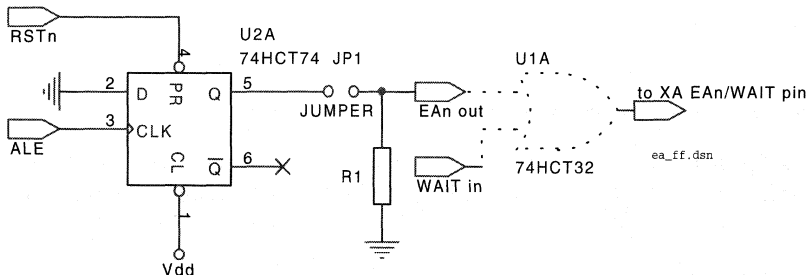 RSTn
4
U2A
74HCT74 JP1
2
D
PR
Q
5
JUMPER
3
CLK
ALE
CL
Q
6
1
Vdd
R1
EAn out
WAIT in
U1A
74HCT32
to XA EAn/WAIT pin
ea_ff.dsn